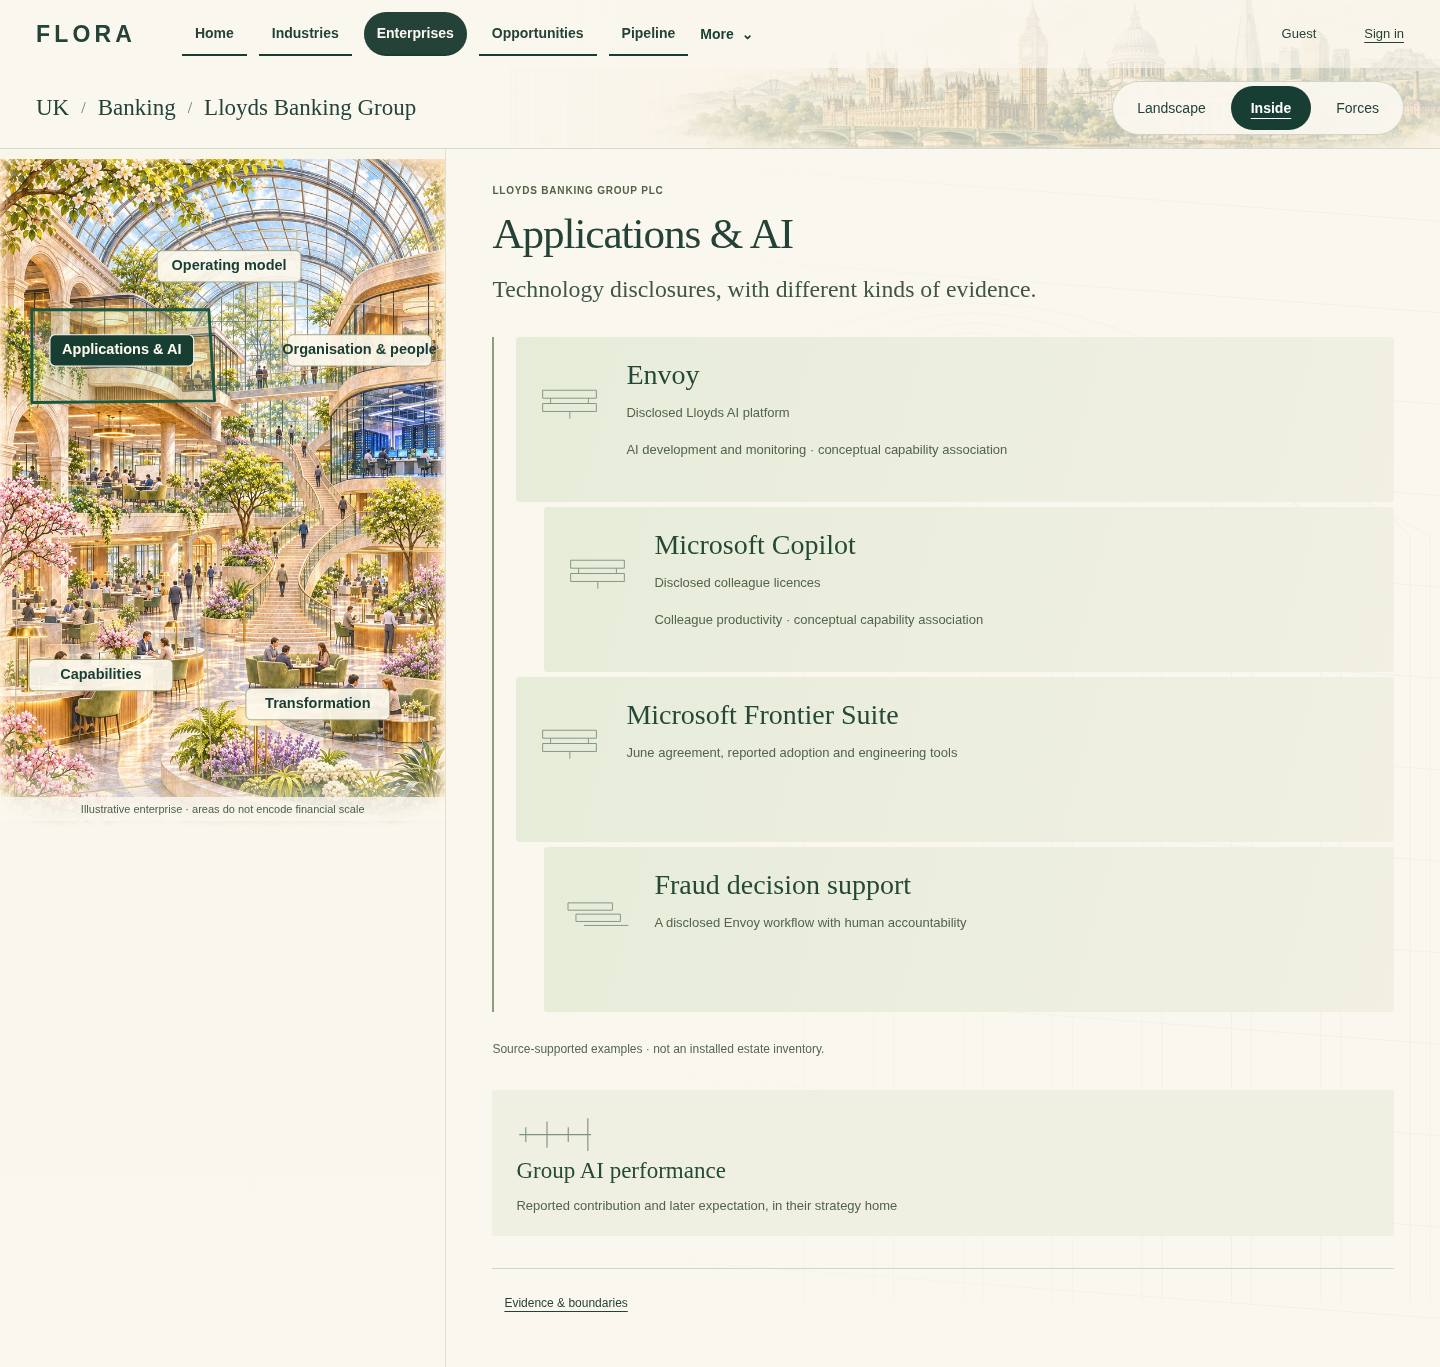 FLORA
Home
Industries
Enterprises
Opportunities
Pipeline
More
Guest
Sign in
UK / Banking / Lloyds Banking Group
Landscape
Inside
Forces
Operating model
Applications & AI
Organisation & people
Capabilities
Transformation
Illustrative enterprise · areas do not encode financial scale
LLOYDS BANKING GROUP PLC
Applications & AI
Technology disclosures, with different kinds of evidence.
Envoy
Disclosed Lloyds AI platform
AI development and monitoring · conceptual capability association
Microsoft Copilot
Disclosed colleague licences
Colleague productivity · conceptual capability association
Microsoft Frontier Suite
June agreement, reported adoption and engineering tools
Fraud decision support
A disclosed Envoy workflow with human accountability
Source-supported examples · not an installed estate inventory.
Group AI performance
Reported contribution and later expectation, in their strategy home
Evidence & boundaries